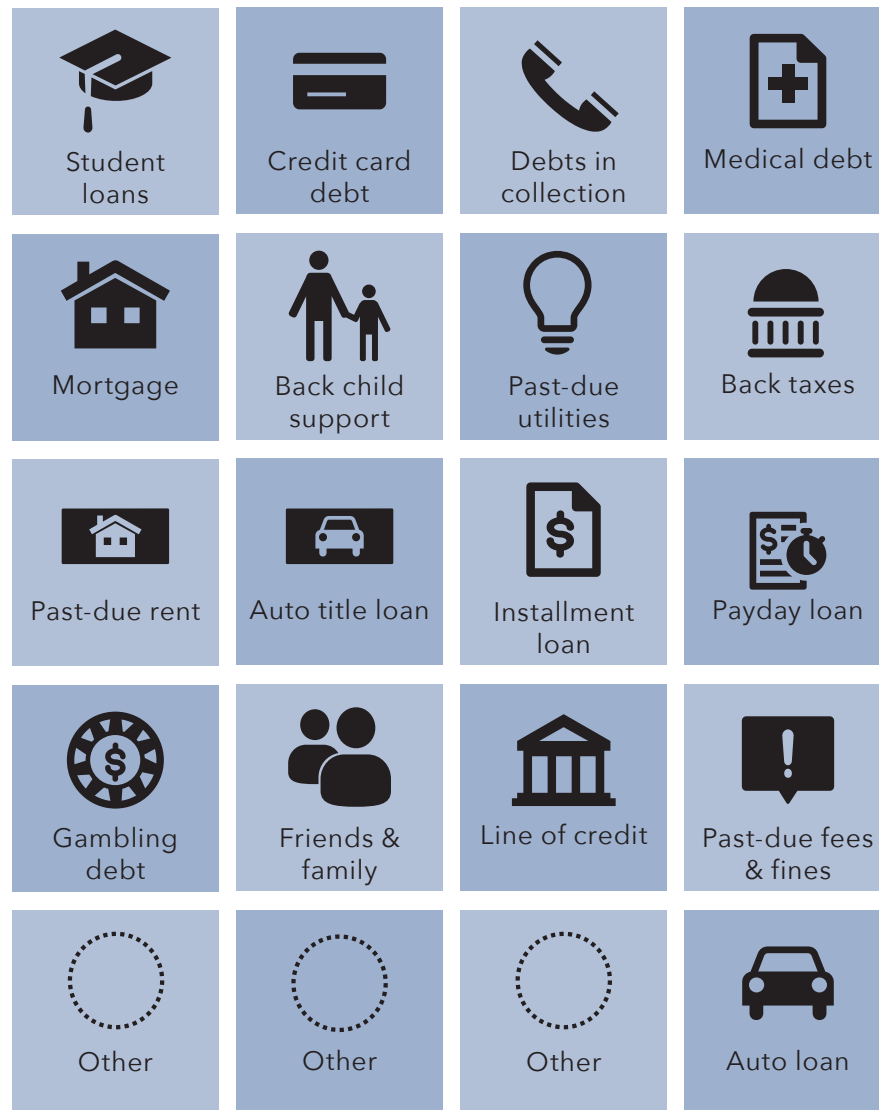 Student
loans
Credit card
debt
Debts in
collection
Medical debt
Mortgage
Back child
support
Past-due
utilities
Back taxes
Past-due rent
Auto title loan
$
Installment
loan
$
Payday loan
$
Gambling
debt
Friends &
family
Line of credit
!
Past-due fees
& fines
Other
Other
Other
Auto loan